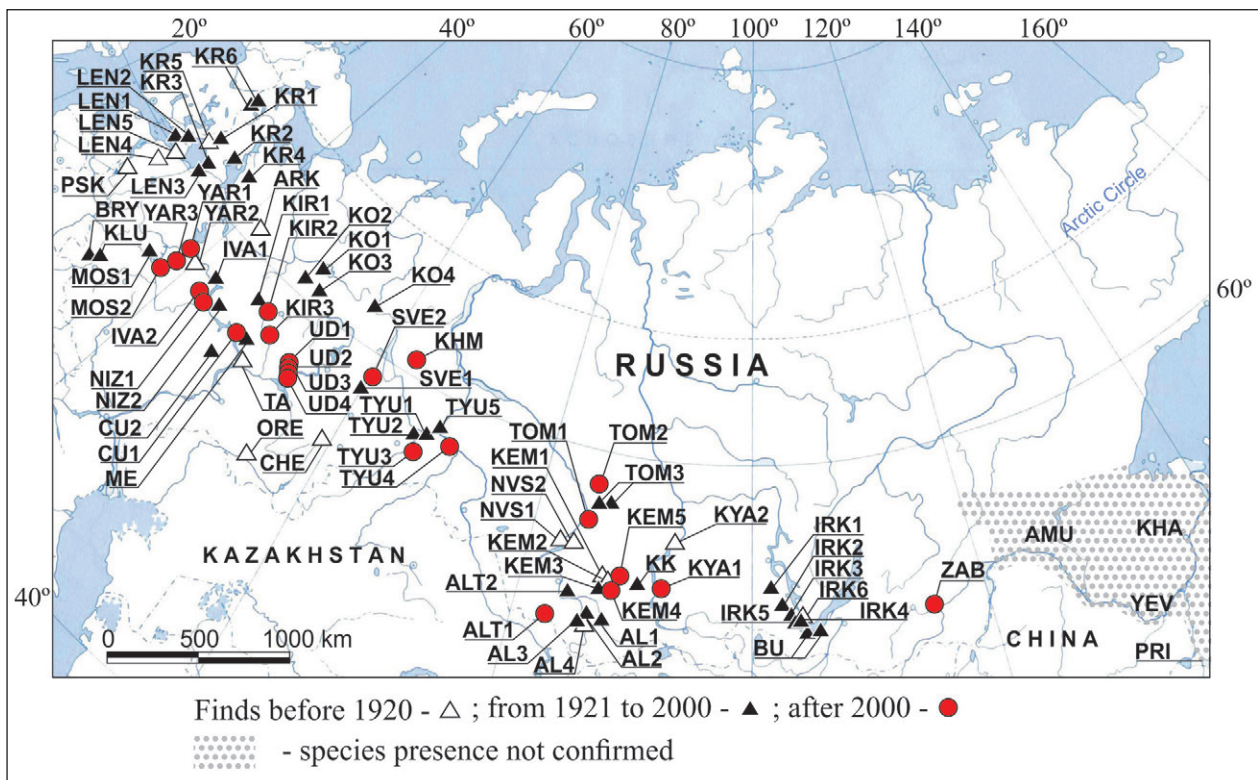 20º 40º 60º 80º 100º 120º 140º 160º
KR6
KR5
LEN2 KR3
LEN1 KR1
LEN5 KR2
LEN4 KR4
PSK LEN3 YAR1 ARK
BRY YAR3 YAR2 KIR1 KO2
KLU IVA1 KIR2 KO1
MOS1 KO3
MOS2 KO4
IVA2 KIR3 SVE2
UD1 KHM
NIZ1 UD2 SVE1
NIZ2 UD3 TYU1 TYU5
TA UD4 TYU2
CU2 ORE
CU1 CHE TYU3
ME TYU4
Arctic Circle
60º
RUSSIA
TOM1 TOM2
KEM1 TOM3
NVS2
NVS1 KEM5 KYA2
KEM2 KK KYA1
KEM3
ALT2 KEM4
ALT1 AL1
AL3 AL2
AL4
KAZAKHSTAN
IRK1
IRK2
IRK3
IRK6
IRK5 IRK4
BU
ZAB
AMU KHA
YEV
CHINA PRI
40º
0 500 1000 km
Finds before 1920 - △ ; from 1921 to 2000 - ▲ ; after 2000 - ●
- species presence not confirmed